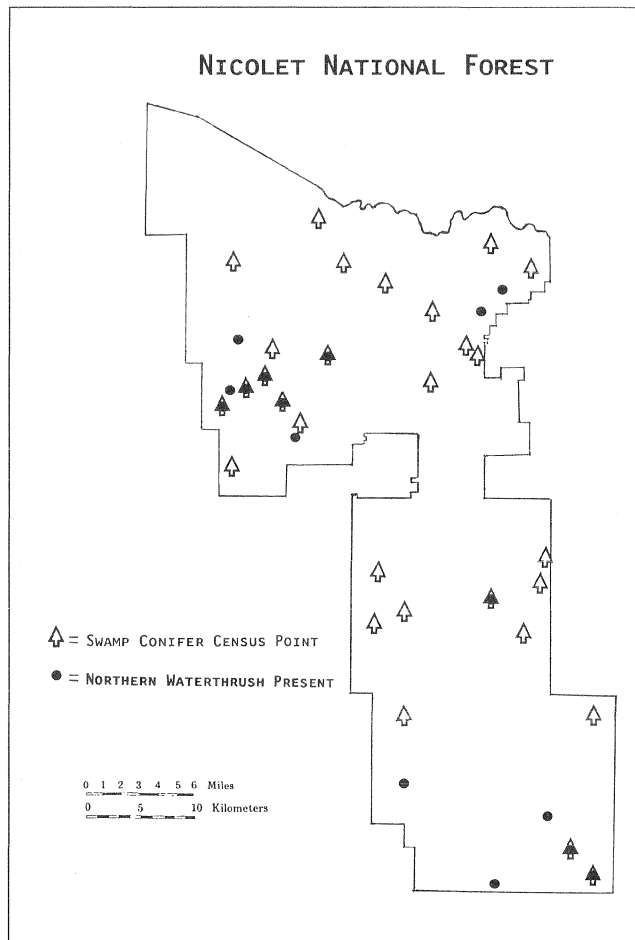 NICOLET NATIONAL FOREST
= SWAMP CONIFER CENSUS POINT
= NORTHERN WATERTHRUSH PRESENT
0 1 2 3 4 5 6 Miles
0 5 10 Kilometers